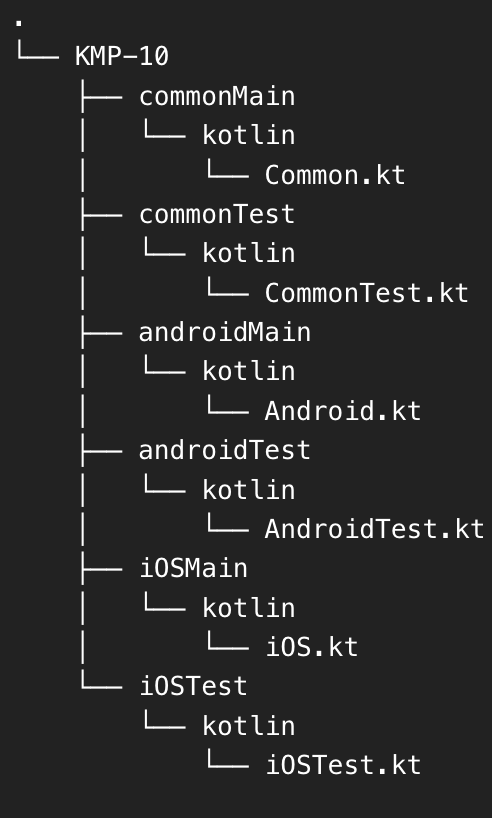 .
└── KMP-10
    ├── commonMain
    │   └── kotlin
    │       └── Common.kt
    ├── commonTest
    │   └── kotlin
    │       └── CommonTest.kt
    ├── androidMain
    │   └── kotlin
    │       └── Android.kt
    ├── androidTest
    │   └── kotlin
    │       └── AndroidTest.kt
    ├── iOSMain
    │   └── kotlin
    │       └── iOS.kt
    └── iOSTest
        └── kotlin
            └── iOSTest.kt